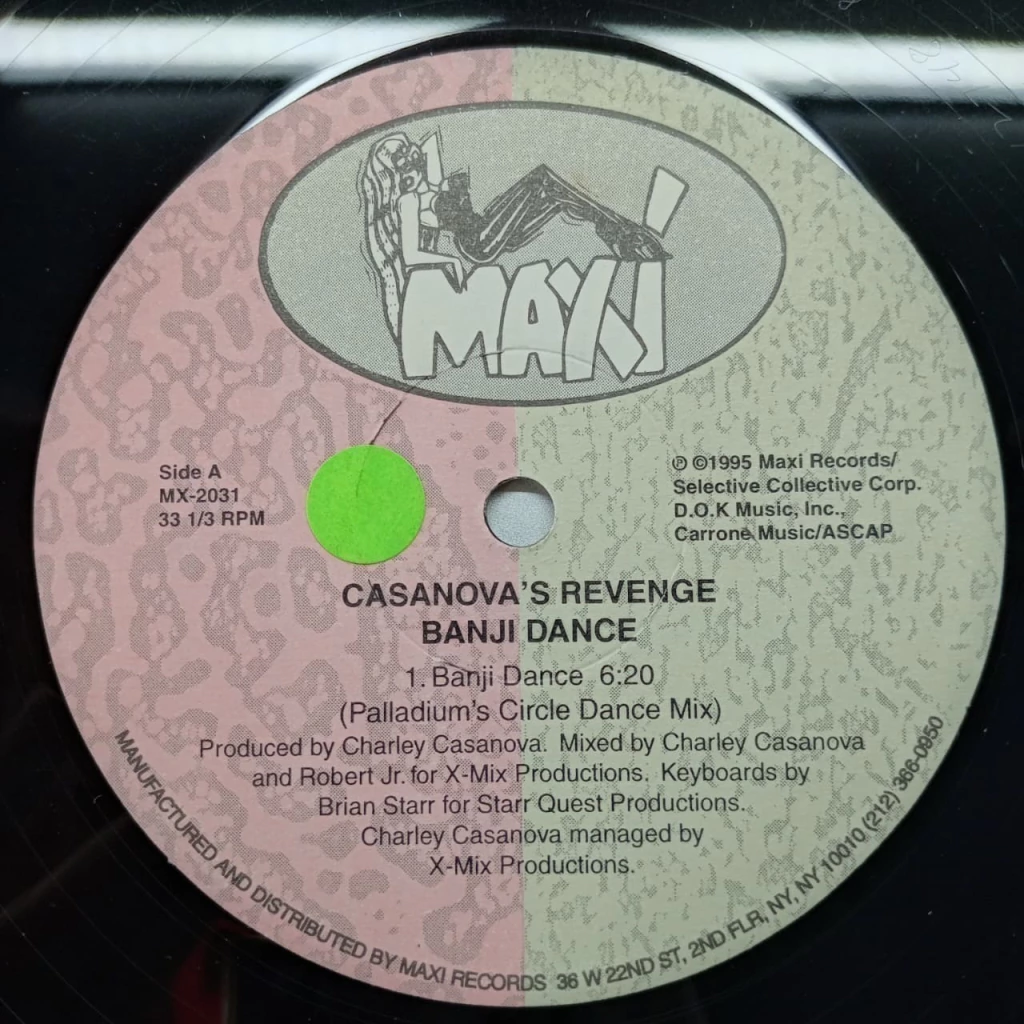 MAXI
Side A
MX-2031
33 1/3 RPM
℗ ©1995 Maxi Records/
Selective Collective Corp.
D.O.K Music, Inc.,
Carrone Music/ASCAP
CASANOVA'S REVENGE
BANJI DANCE
1. Banji Dance 6:20
(Palladium's Circle Dance Mix)
Produced by Charley Casanova. Mixed by Charley Casanova
and Robert Jr. for X-Mix Productions. Keyboards by
Brian Starr for Starr Quest Productions.
Charley Casanova managed by
X-Mix Productions.
MANUFACTURED AND DISTRIBUTED BY MAXI RECORDS 36 W 22ND ST, 2ND FLR, NY, NY 10010 (212) 366-0950